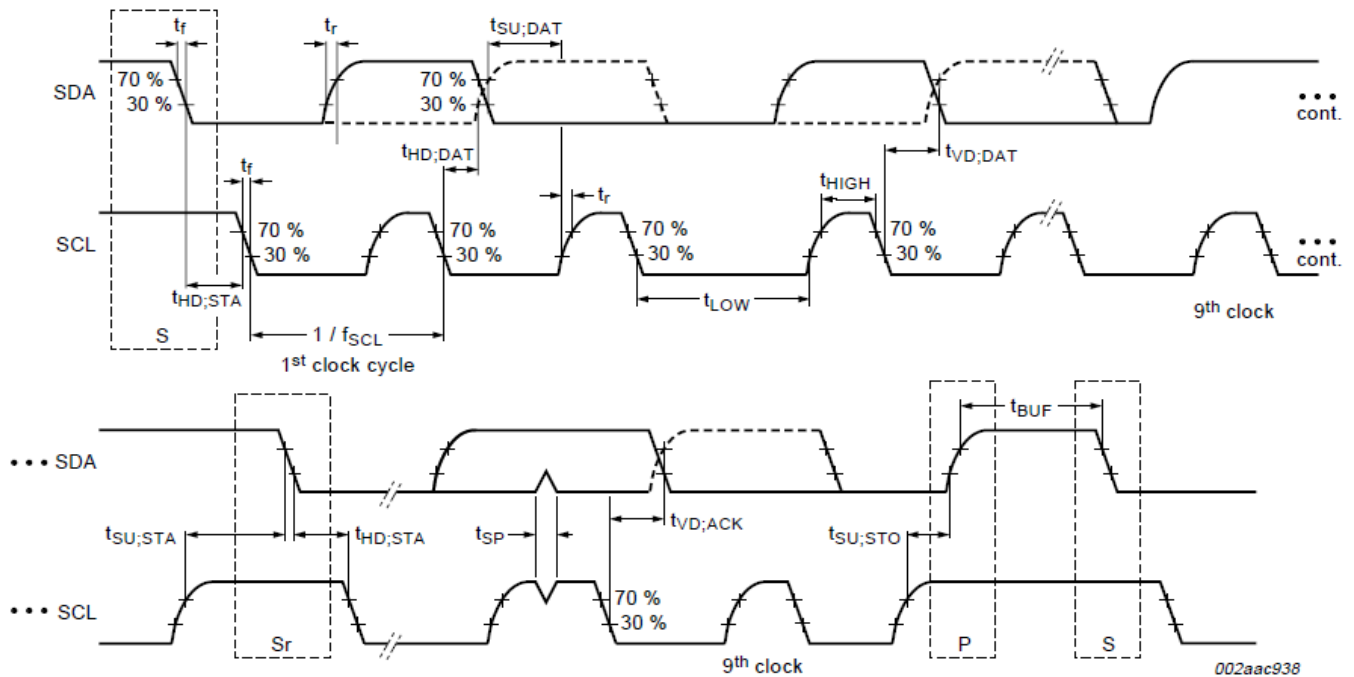 tf tr tSU;DAT
70 % 70 %
SDA
30 % 30 %
• • •
cont.
tHD;DAT tVD;DAT
tf tr tHIGH
70 % 70 % 70 % 70 %
SCL
30 % 30 % 30 % 30 %
• • •
cont.
tHD;STA tLOW
S 1 / fSCL 9th clock
1st clock cycle
tBUF
• • • SDA
tSU;STA tHD;STA tSP tVD;ACK tSU;STO
70 %
• • • SCL
30 %
Sr 9th clock P S
002aac938